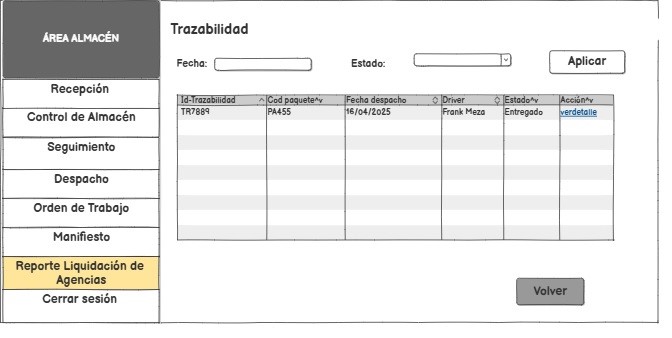 ÁREA ALMACÉN
Recepción
Control de Almacén
Seguimiento
Despacho
Orden de Trabajo
Manifiesto
Reporte Liquidación de
Agencias
Cerrar sesión
Trazabilidad
Fecha:
Estado:
Aplicar
Id-Trazabilidad ^ Cod paquete^v Fecha despacho Driver Estado^v Acción^v
TR7889 PA455 16/04/2025 Frank Meza Entregado verdetalle
Volver